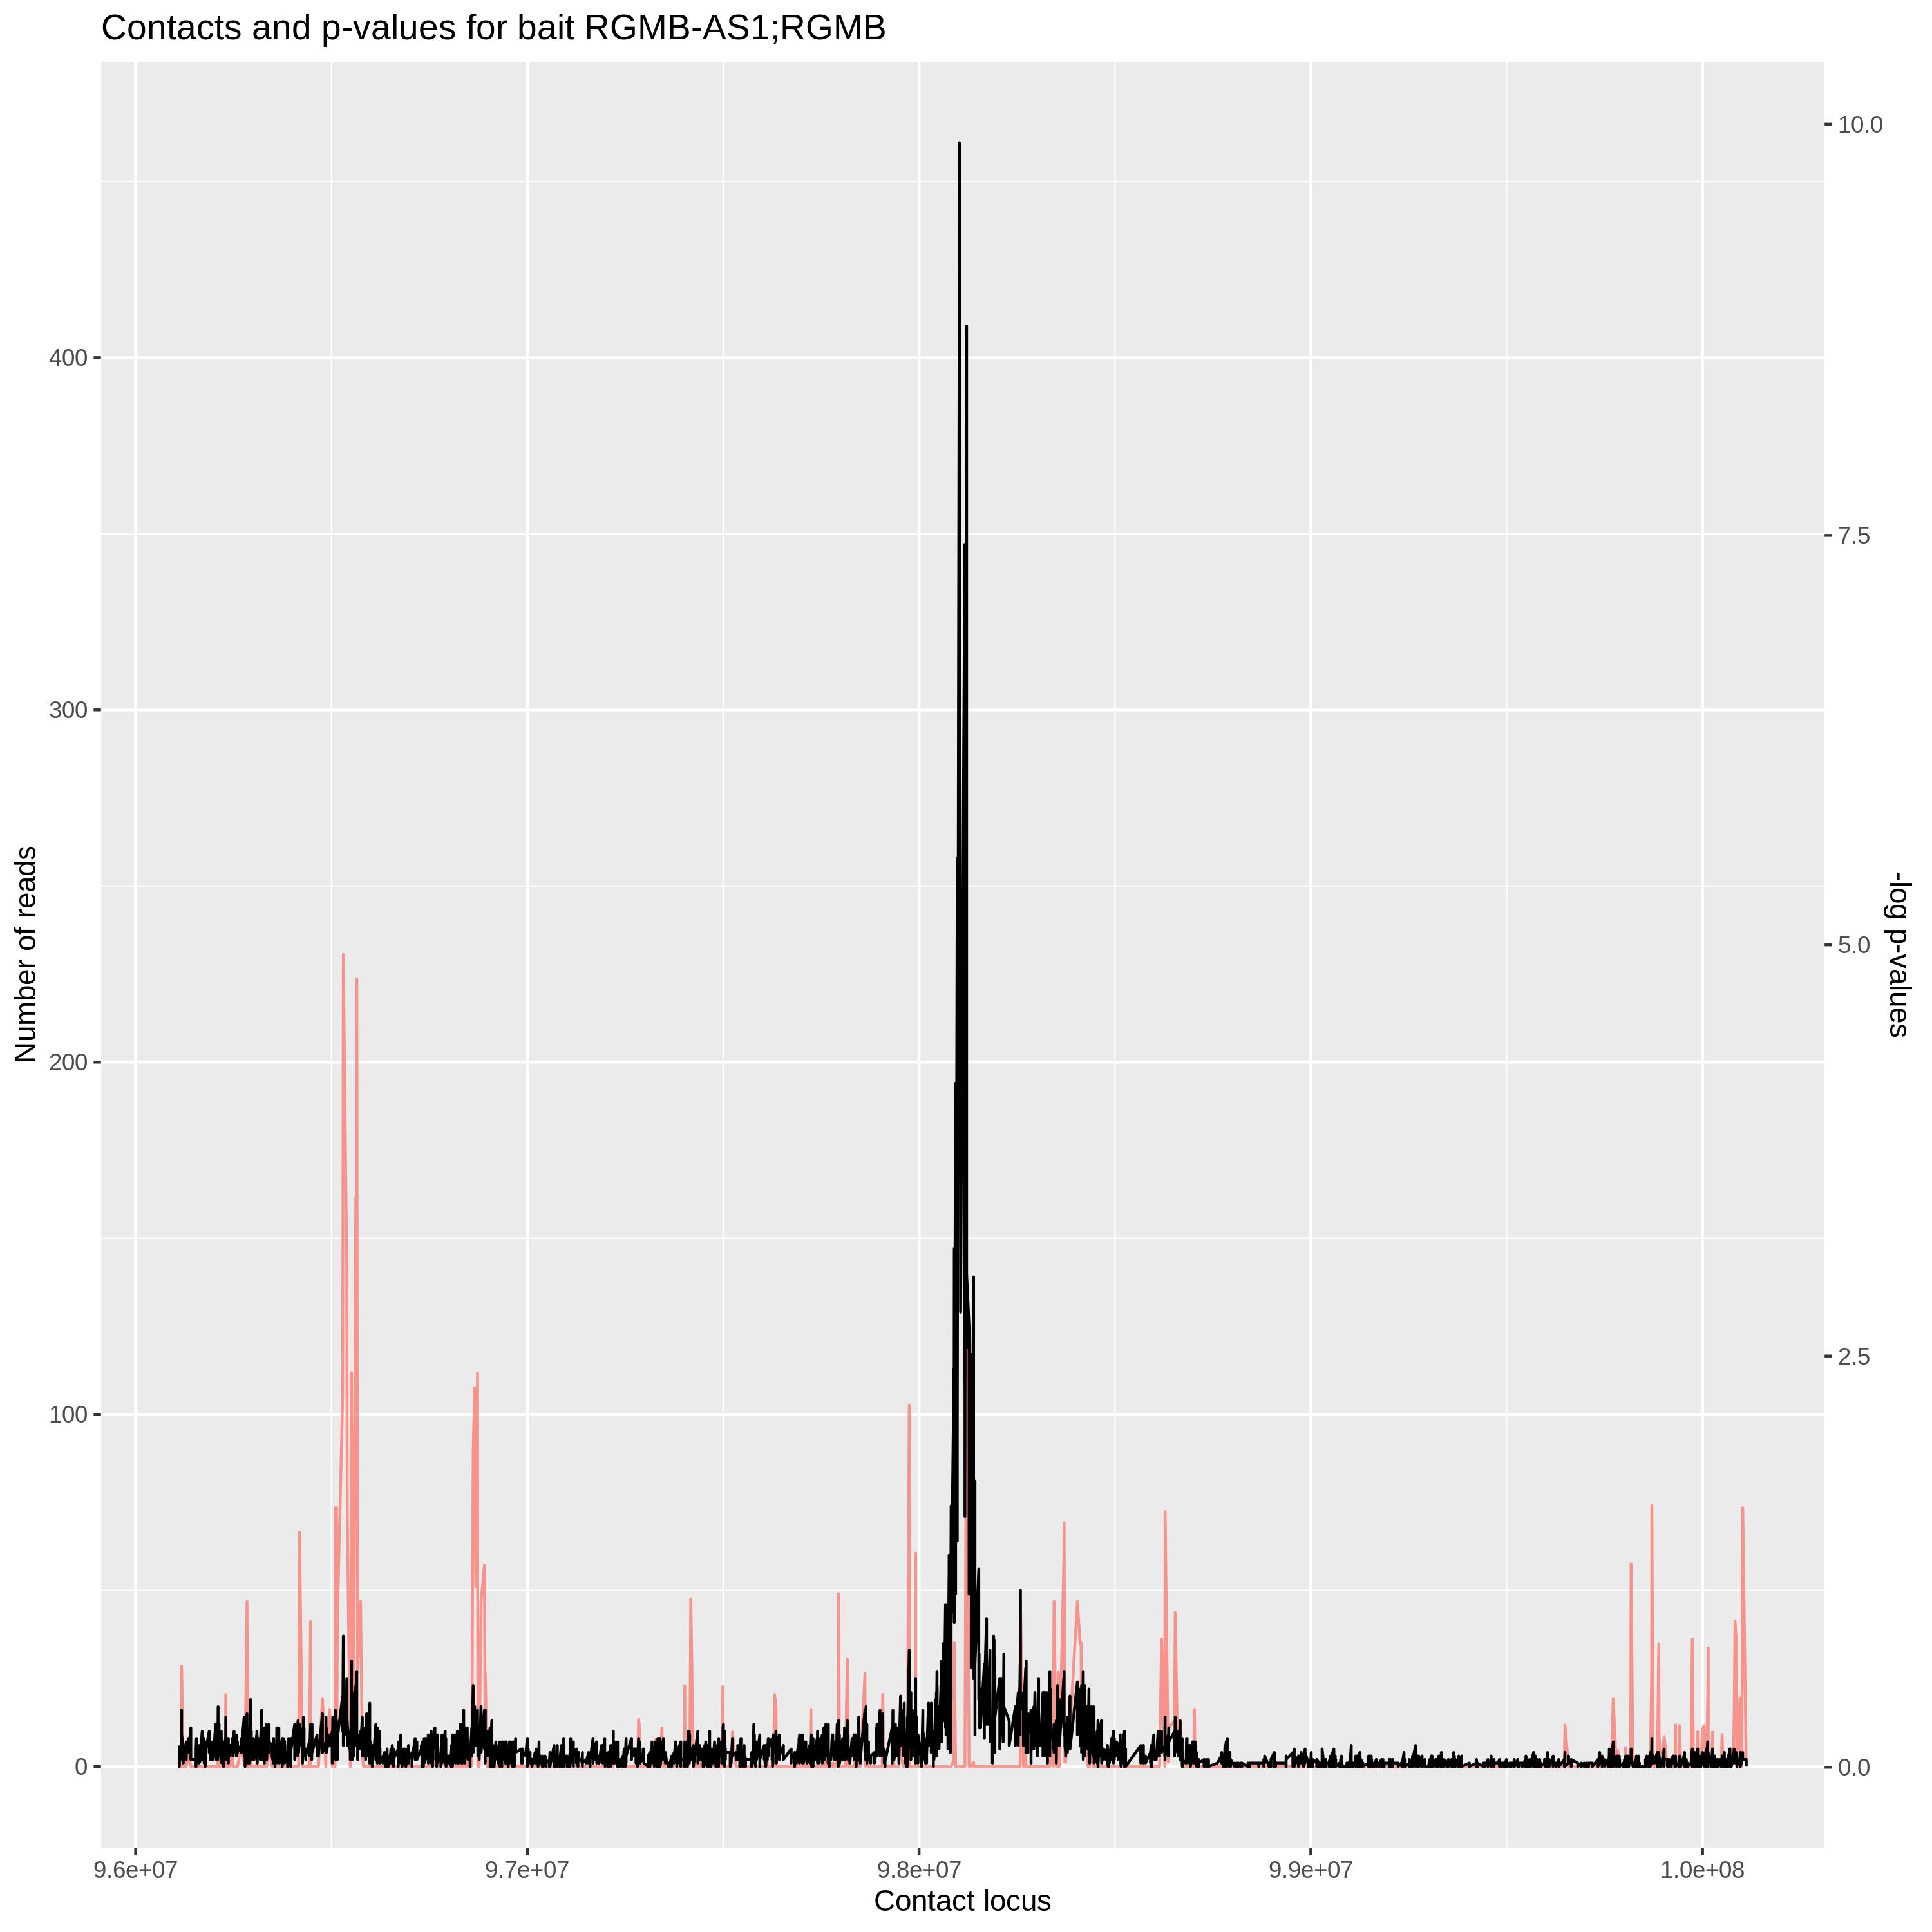 Contacts and p-values for bait RGMB-AS1;RGMB
10.0
400
7.5
300
Number of reads
5.0
-log p-values
200
2.5
100
0
0.0
9.6e+07 9.7e+07 9.8e+07 9.9e+07 1.0e+08
Contact locus